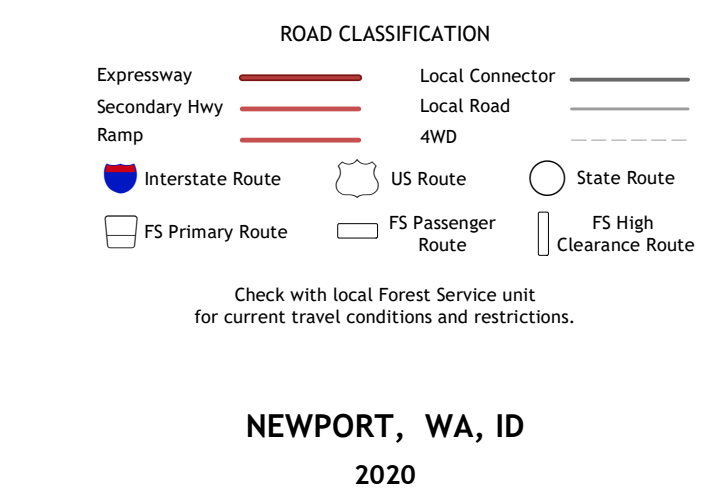 ROAD CLASSIFICATION
Expressway
Local Connector
Secondary Hwy
Local Road
Ramp
4WD
Interstate Route
US Route
State Route
FS Primary Route
FS Passenger
Route
FS High
Clearance Route
Check with local Forest Service unit
for current travel conditions and restrictions.
NEWPORT, WA, ID
2020